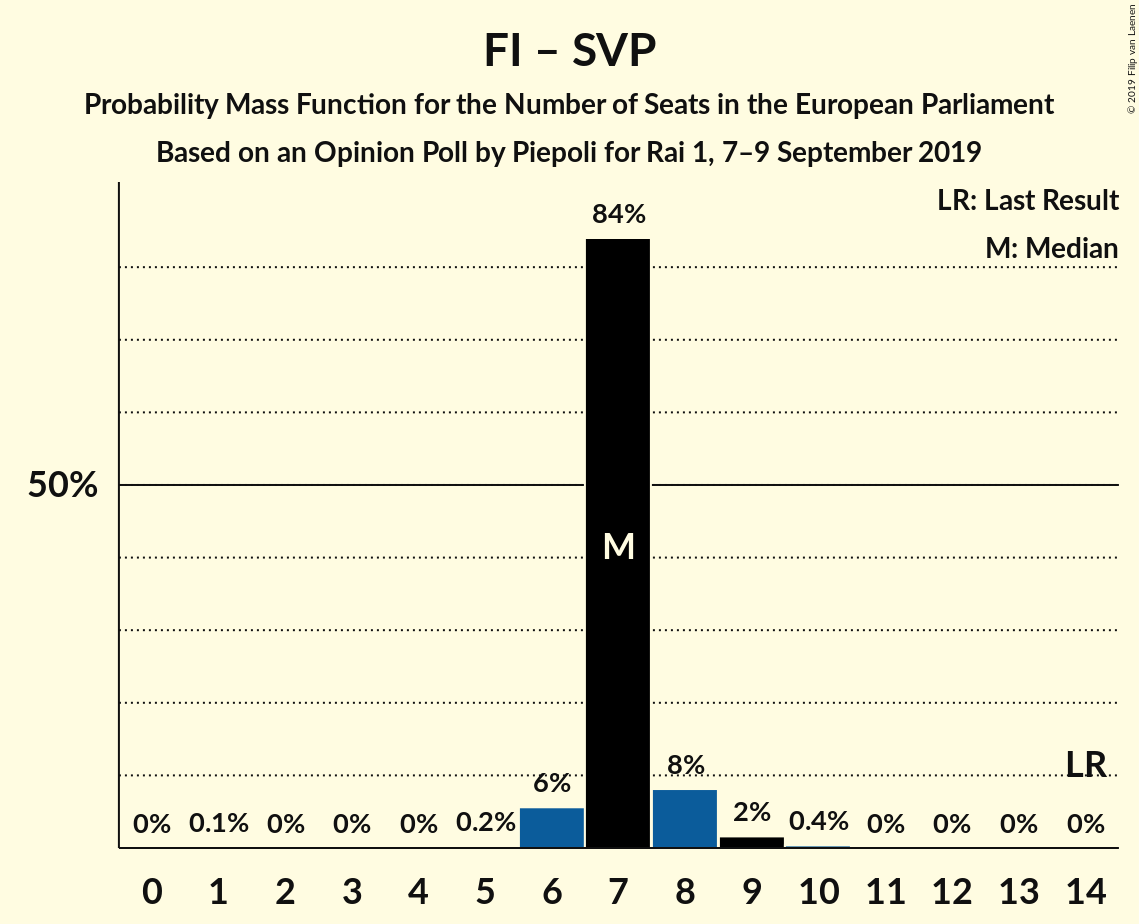 FI – SVP
Probability Mass Function for the Number of Seats in the European Parliament
Based on an Opinion Poll by Piepoli for Rai 1, 7–9 September 2019
© 2019 Filip van Laenen
LR: Last Result
M: Median
84%
50%
M
LR
0% 0.1% 0% 0% 0% 0.2% 6% 8% 2% 0.4% 0% 0% 0% 0%
0 1 2 3 4 5 6 7 8 9 10 11 12 13 14